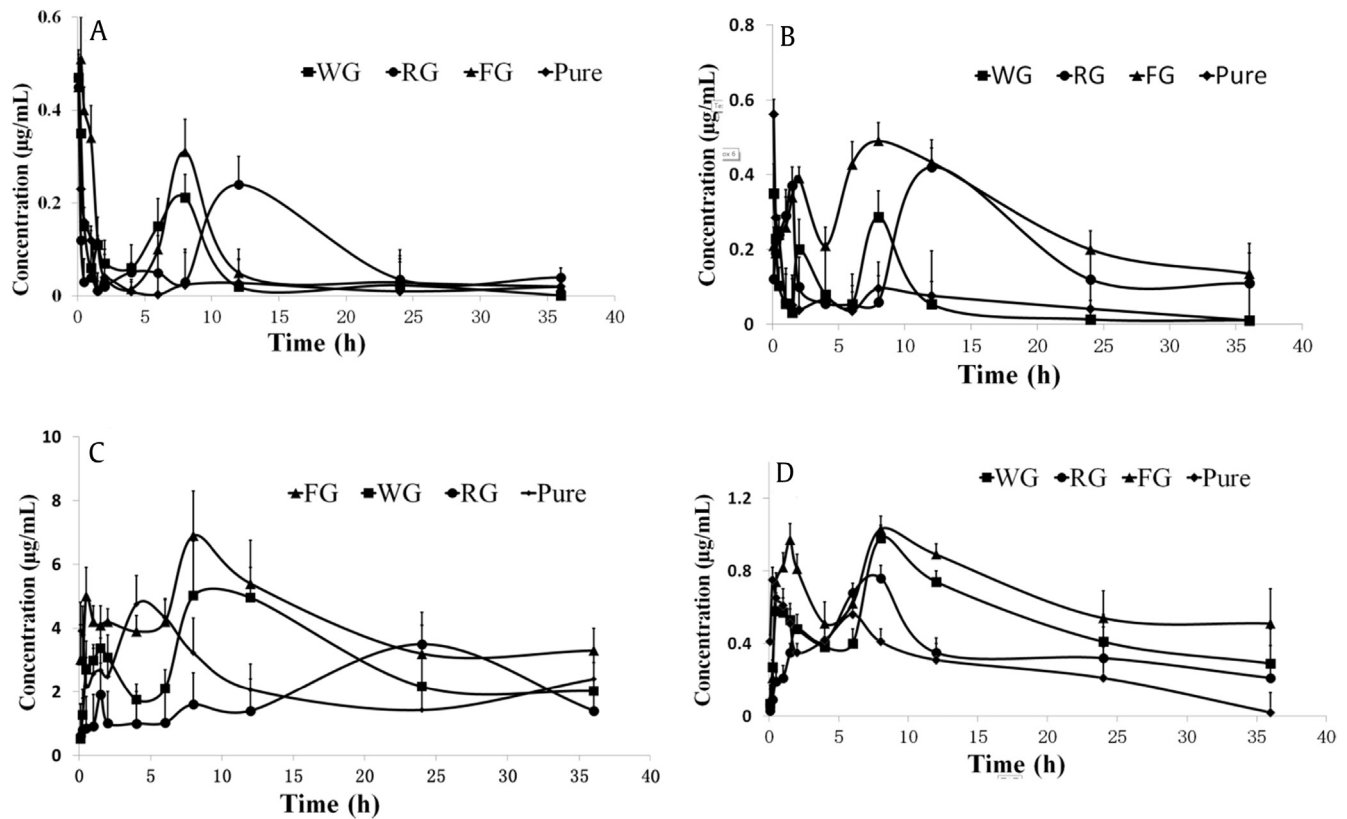 A
0.6
0.4
0.2
0
Concentration (μg/mL)
WG RG FG Pure
0 5 10 15 20 25 30 35 40
Time (h)
B
0.8
0.6
0.4
0.2
0
Concentration (μg/mL)
WG RG FG Pure
0 5 10 15 20 25 30 35 40
Time (h)
C
10
8
6
4
2
0
Concentration (μg/mL)
FG WG RG Pure
0 5 10 15 20 25 30 35 40
Time (h)
D
1.2
0.8
0.4
0
Concentration (μg/mL)
WG RG FG Pure
0 5 10 15 20 25 30 35 40
Time (h)